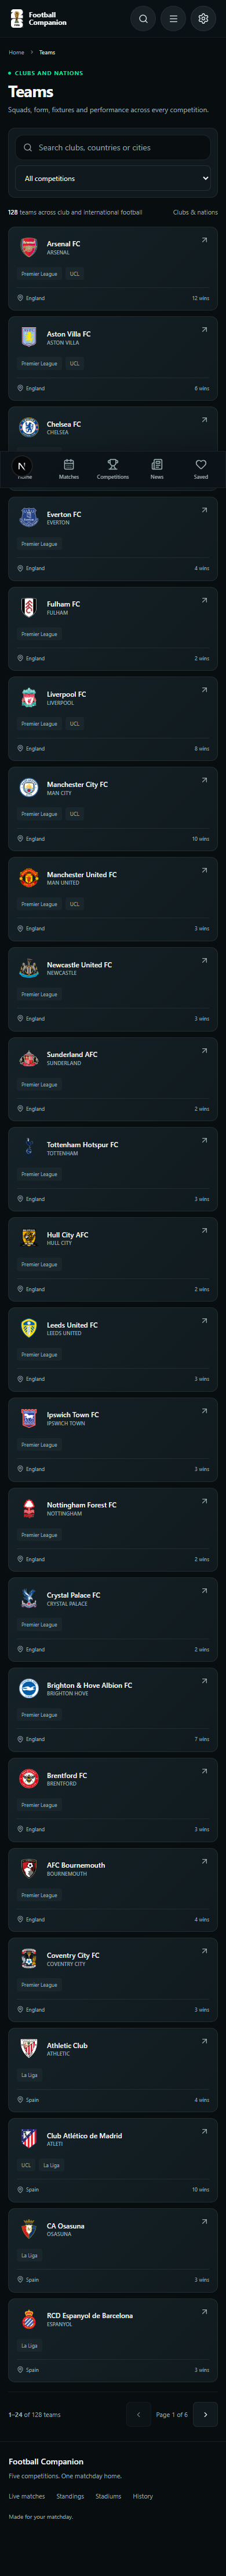 Football
Companion
Home > Teams
CLUBS AND NATIONS
Teams
Squads, form, fixtures and performance across every competition.
Search clubs, countries or cities
All competitions
128 teams across club and international football
Clubs & nations
Arsenal FC
ARSENAL
Premier League UCL
England 12 wins
Aston Villa FC
ASTON VILLA
Premier League UCL
England 6 wins
Chelsea FC
CHELSEA
N
Home Matches Competitions News Saved
Everton FC
EVERTON
Premier League
England 4 wins
Fulham FC
FULHAM
Premier League
England 2 wins
Liverpool FC
LIVERPOOL
Premier League UCL
England 8 wins
Manchester City FC
MAN CITY
Premier League UCL
England 10 wins
Manchester United FC
MAN UNITED
Premier League UCL
England 3 wins
Newcastle United FC
NEWCASTLE
Premier League
England 3 wins
Sunderland AFC
SUNDERLAND
Premier League
England 2 wins
Tottenham Hotspur FC
TOTTENHAM
Premier League
England 3 wins
Hull City AFC
HULL CITY
Premier League
England 2 wins
Leeds United FC
LEEDS UNITED
Premier League
England 3 wins
Ipswich Town FC
IPSWICH TOWN
Premier League
England 3 wins
Nottingham Forest FC
NOTTINGHAM
Premier League
England 2 wins
Crystal Palace FC
CRYSTAL PALACE
Premier League
England 2 wins
Brighton & Hove Albion FC
BRIGHTON HOVE
Premier League
England 7 wins
Brentford FC
BRENTFORD
Premier League
England 3 wins
AFC Bournemouth
BOURNEMOUTH
Premier League
England 4 wins
Coventry City FC
COVENTRY CITY
Premier League
England 3 wins
Athletic Club
ATHLETIC
La Liga
Spain 4 wins
Club Atlético de Madrid
ATLETI
UCL La Liga
Spain 10 wins
CA Osasuna
OSASUNA
La Liga
Spain 3 wins
RCD Espanyol de Barcelona
ESPANYOL
La Liga
Spain 3 wins
1–24 of 128 teams
Page 1 of 6
Football Companion
Five competitions. One matchday home.
Live matches Standings Stadiums History
Made for your matchday.